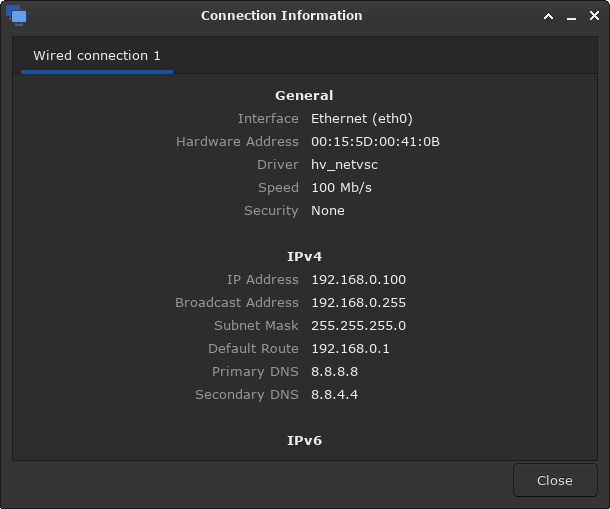 Connection Information
Wired connection 1
General
Interface Ethernet (eth0)
Hardware Address 00:15:5D:00:41:0B
Driver hv_netvsc
Speed 100 Mb/s
Security None
IPv4
IP Address 192.168.0.100
Broadcast Address 192.168.0.255
Subnet Mask 255.255.255.0
Default Route 192.168.0.1
Primary DNS 8.8.8.8
Secondary DNS 8.8.4.4
IPv6
Close